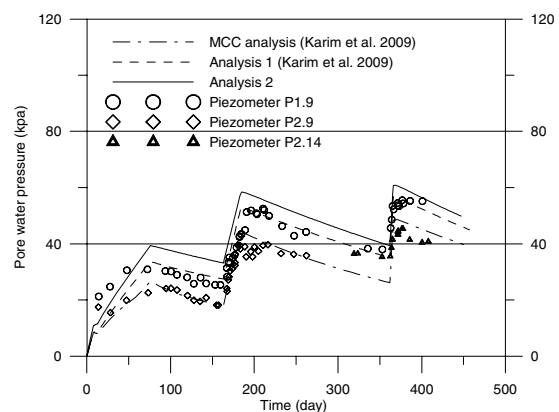 120
120
MCC analysis (Karim et al. 2009)
Analysis 1 (Karim et al. 2009)
Analysis 2
Piezometer P1.9
Piezometer P2.9
Piezometer P2.14
80
80
40
40
0
0
Pore water pressure (kpa)
0 100 200 300 400 500
Time (day)